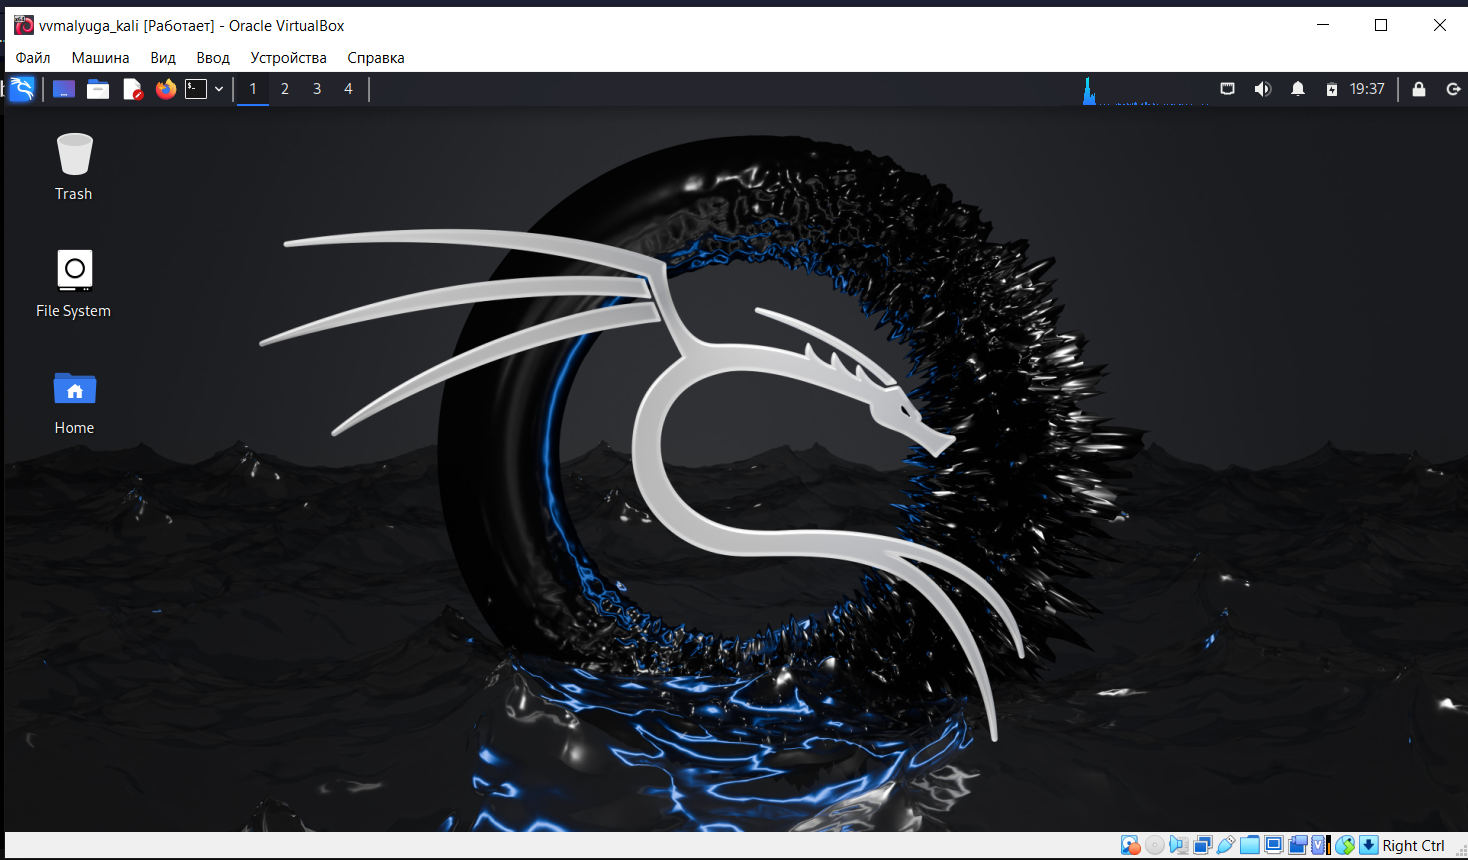 vvmalyuga_kali [Работает] - Oracle VirtualBox
Файл Машина Вид Ввод Устройства Справка
1 2 3 4 19:37
Trash
File System
Home
Right Ctrl